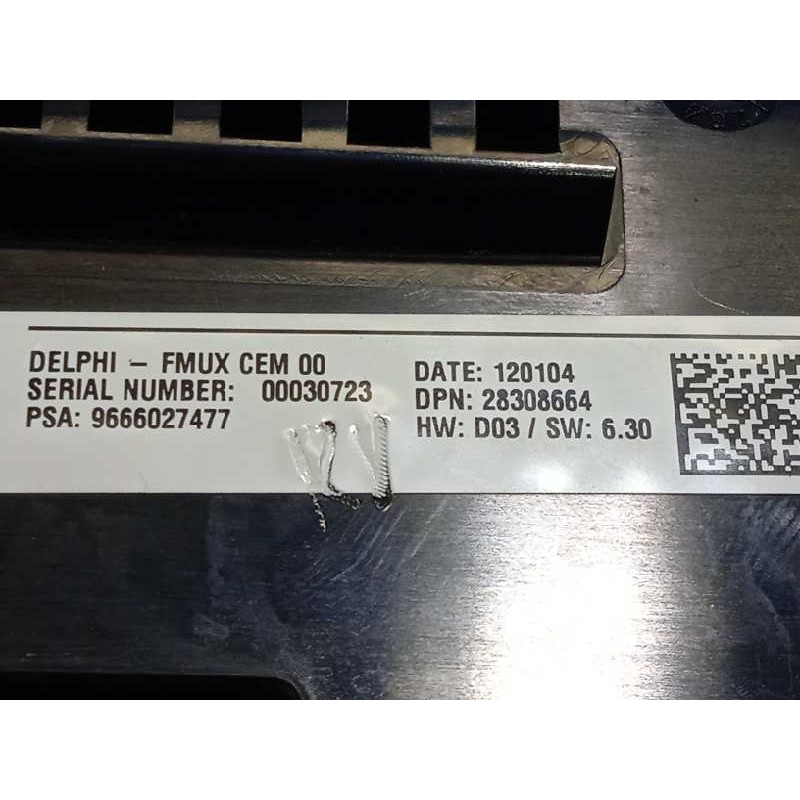 DELPHI – FMUX CEM 00
SERIAL NUMBER: 00030723
PSA: 9666027477
DATE: 120104
DPN: 28308664
HW: D03 / SW: 6.30